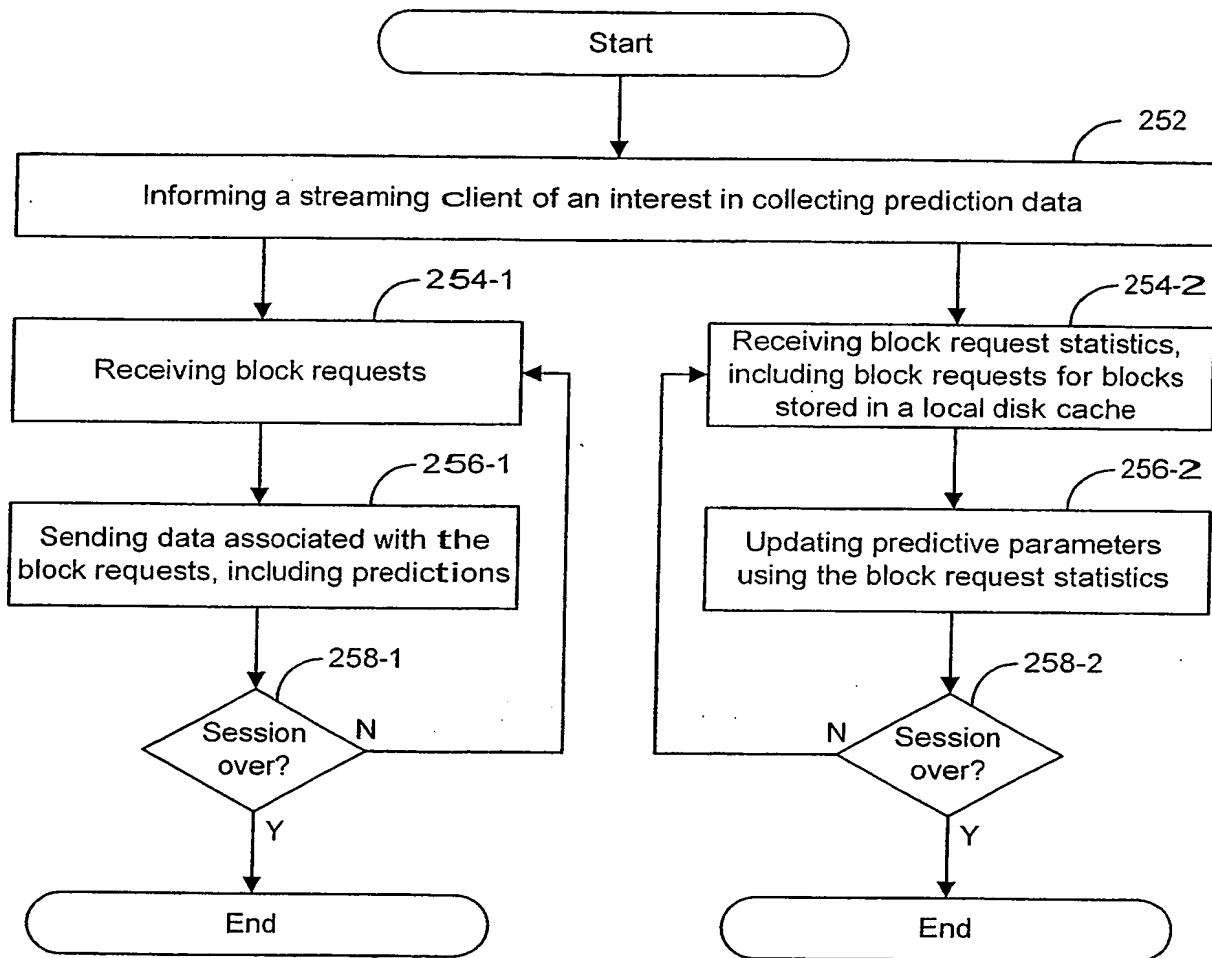 Start
252
Informing a streaming client of an interest in collecting prediction data
254-1
Receiving block requests
256-1
Sending data associated with the
block requests, including predictions
258-1
Session
over?
N
Y
End
254-2
Receiving block request statistics,
including block requests for blocks
stored in a local disk cache
256-2
Updating predictive parameters
using the block request statistics
258-2
Session
over?
N
Y
End